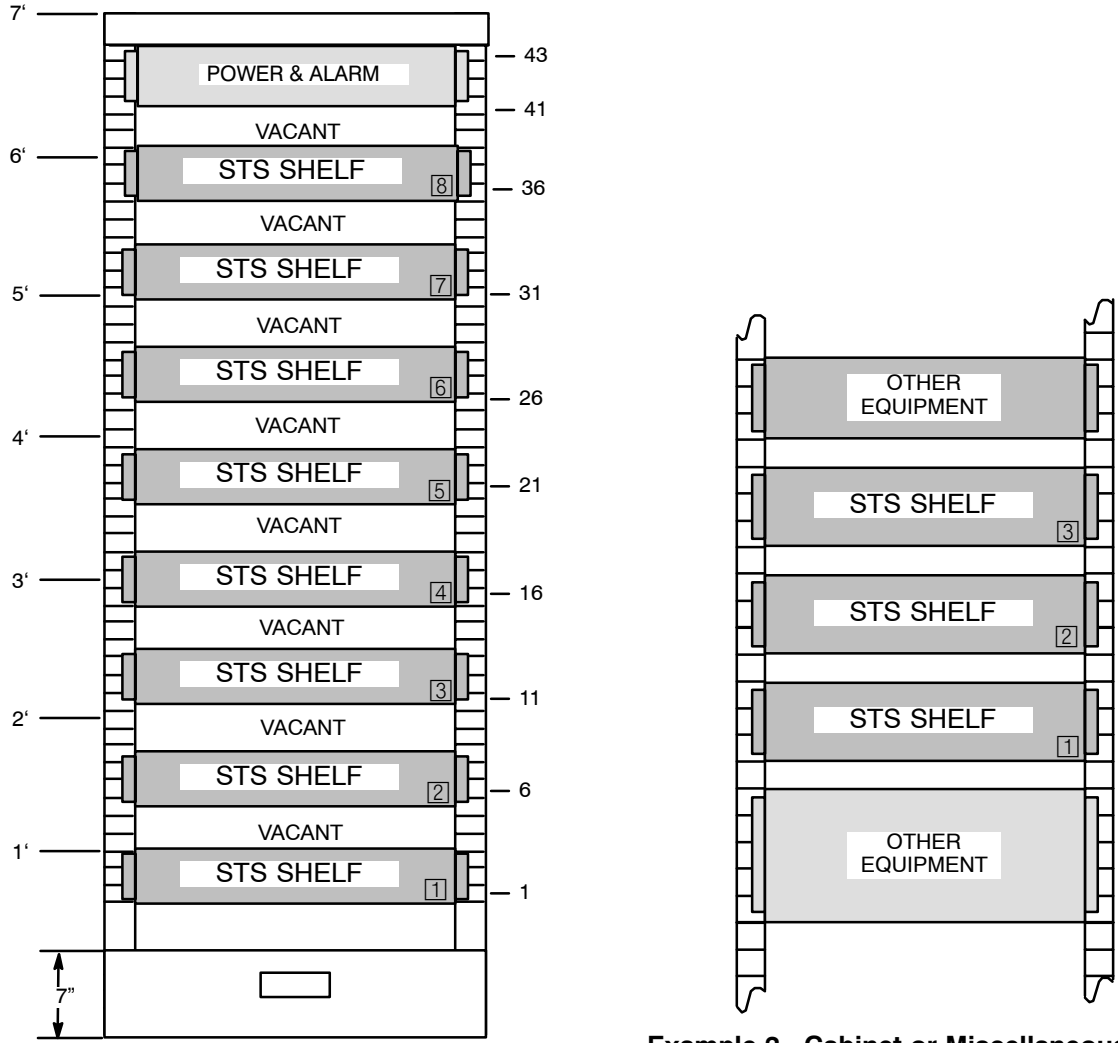 7‘
POWER & ALARM
43
41
VACANT
6‘
STS SHELF
8
36
VACANT
STS SHELF
7
5‘
31
VACANT
STS SHELF
6
26
4‘
VACANT
STS SHELF
5
21
VACANT
3‘
STS SHELF
4
16
VACANT
STS SHELF
3
11
2‘
VACANT
STS SHELF
2
6
VACANT
1‘
STS SHELF
1
1
7”
OTHER
EQUIPMENT
STS SHELF
3
STS SHELF
2
STS SHELF
1
OTHER
EQUIPMENT
Example 2 - Cabinet or Miscellaneous